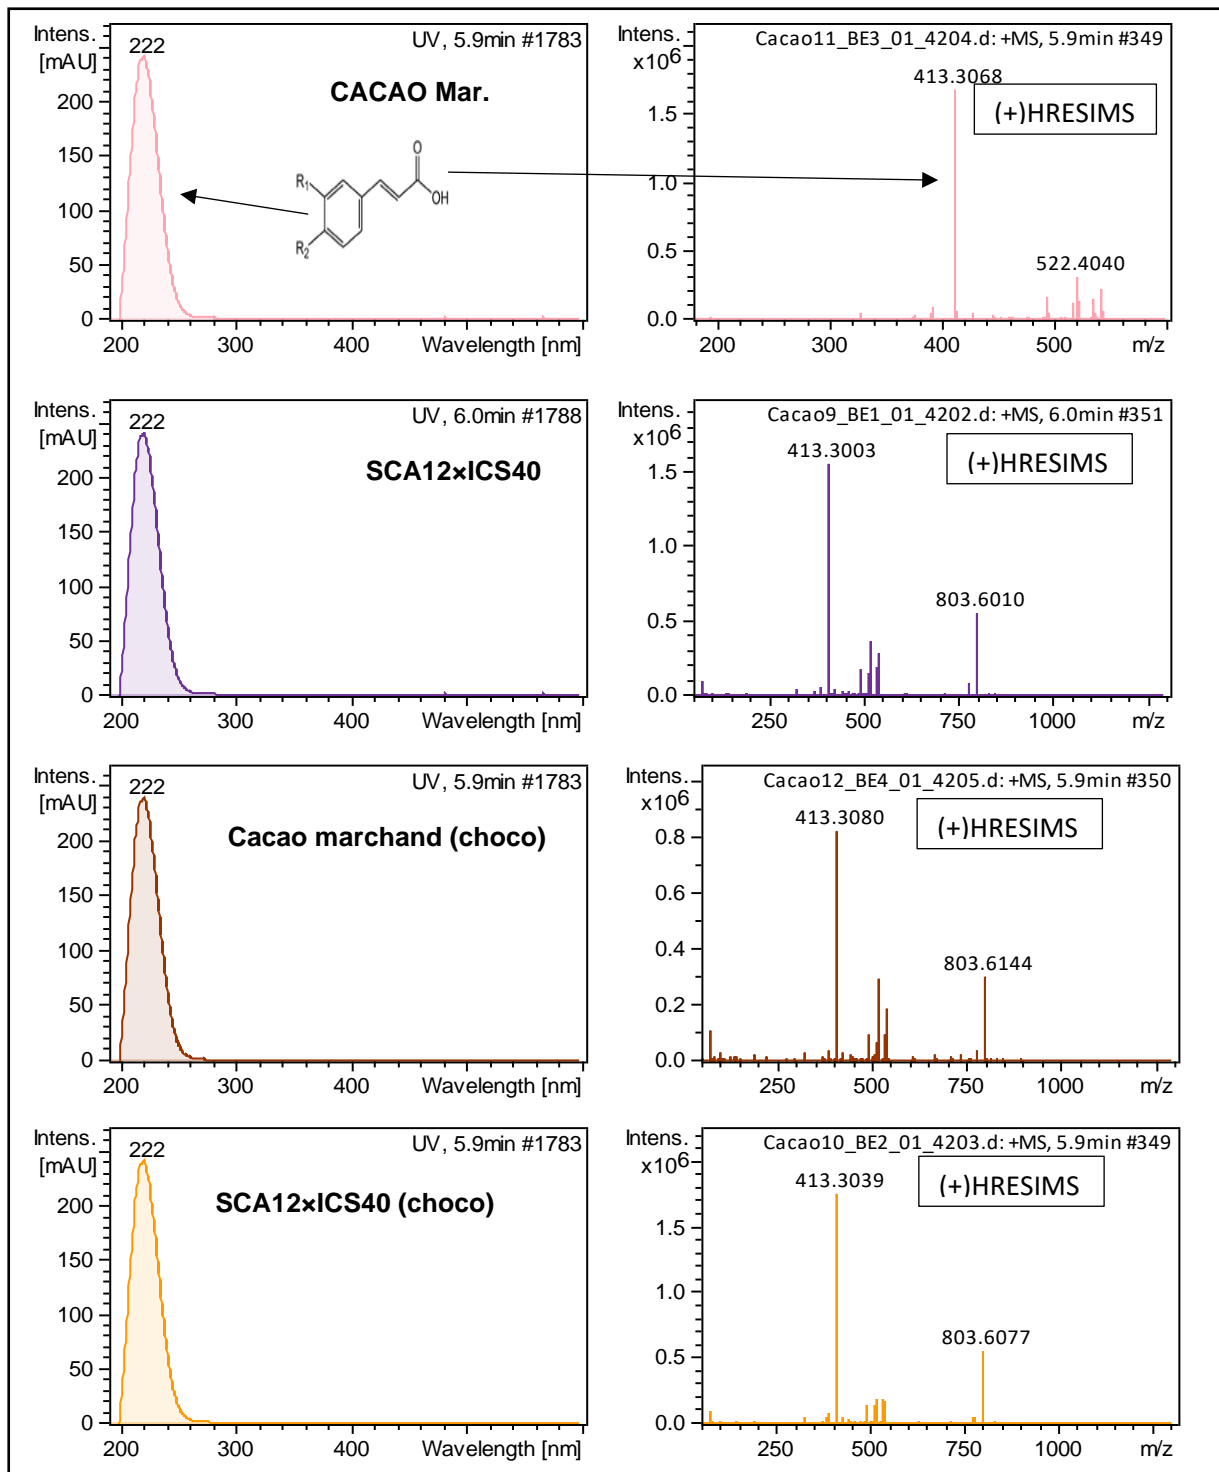 Intens.
[mAU]
222
UV, 5.9min #1783
CACAO Mar.
R1
R2
O
OH
200
150
100
50
0
200
300
400
Wavelength [nm]
Intens.
x10^6
Cacao11_BE3_01_4204.d: +MS, 5.9min #349
413.3068
(+)HRESIMS
522.4040
1.5
1.0
0.5
0.0
200
300
400
500
m/z
Intens.
[mAU]
222
UV, 6.0min #1788
SCA12×ICS40
200
150
100
50
0
200
300
400
Wavelength [nm]
Intens.
x10^6
Cacao9_BE1_01_4202.d: +MS, 6.0min #351
413.3003
(+)HRESIMS
803.6010
1.5
1.0
0.5
0.0
250
500
750
1000
m/z
Intens.
[mAU]
222
UV, 5.9min #1783
Cacao marchand (choco)
200
150
100
50
0
200
300
400
Wavelength [nm]
Intens.
x10^6
Cacao12_BE4_01_4205.d: +MS, 5.9min #350
413.3080
(+)HRESIMS
803.6144
0.8
0.6
0.4
0.2
0.0
250
500
750
1000
m/z
Intens.
[mAU]
222
UV, 5.9min #1783
SCA12×ICS40 (choco)
200
150
100
50
0
200
300
400
Wavelength [nm]
Intens.
x10^6
Cacao10_BE2_01_4203.d: +MS, 5.9min #349
413.3039
(+)HRESIMS
803.6077
1.5
1.0
0.5
0.0
250
500
750
1000
m/z